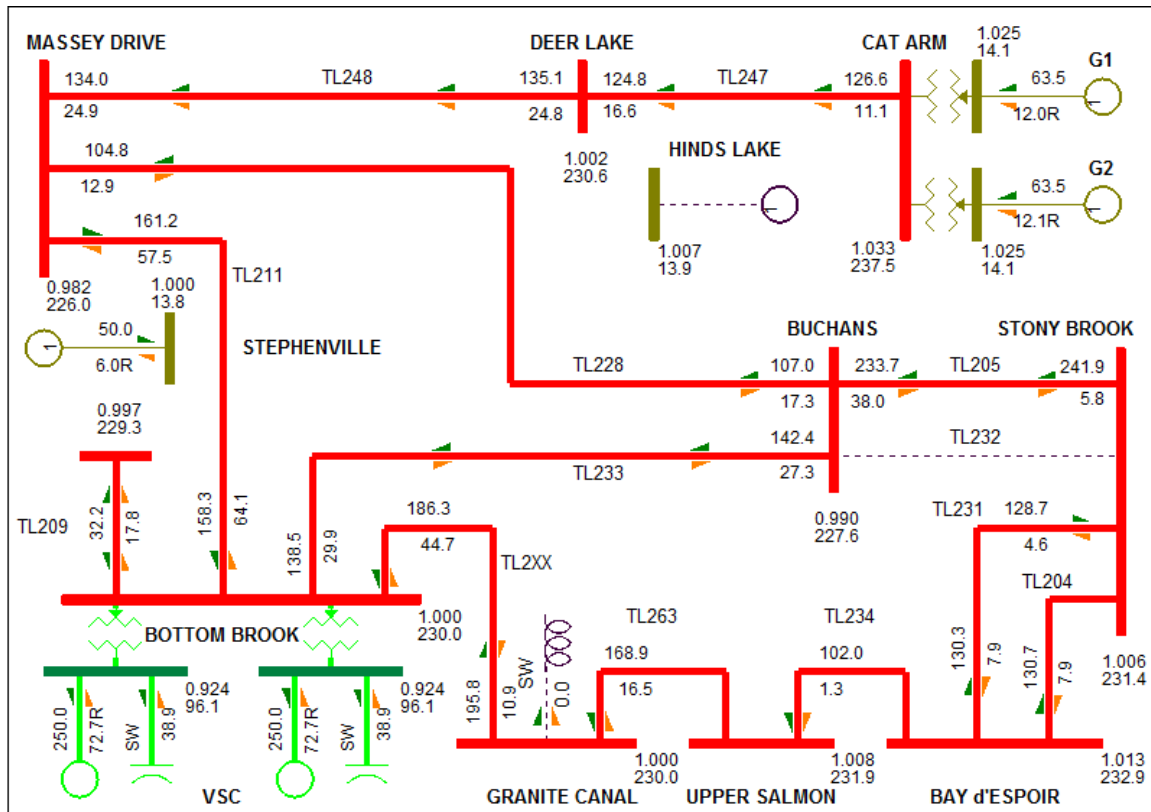 MASSEY DRIVE
DEER LAKE
CAT ARM
1.025
14.1
G1
134.0
TL248
135.1
124.8
TL247
126.6
63.5
24.9
24.8
16.6
11.1
12.0R
104.8
12.9
1.002
230.6
HINDS LAKE
G2
63.5
12.1R
161.2
57.5
TL211
1.033
237.5
1.025
14.1
1.007
13.9
0.982
226.0
1.000
13.8
50.0
1
6.0R
STEPHENVILLE
BUCHANS
STONY BROOK
TL228
107.0
17.3
233.7
38.0
TL205
241.9
5.8
0.997
229.3
142.4
27.3
TL233
TL232
TL209
32.2
17.8
158.3
64.1
138.5
29.9
186.3
44.7
TL2XX
0.990
227.6
TL231
128.7
4.6
TL204
BOTTOM BROOK
1.000
230.0
TL263
TL234
168.9
16.5
102.0
1.3
130.3
7.9
130.7
7.9
1.006
231.4
0.924
96.1
0.924
96.1
195.8
10.9
SW
0.0
250.0
72.7R
SW
38.9
250.0
72.7R
SW
38.9
1.000
230.0
1.008
231.9
1.013
232.9
VSC
GRANITE CANAL
UPPER SALMON
BAY d'ESPOIR